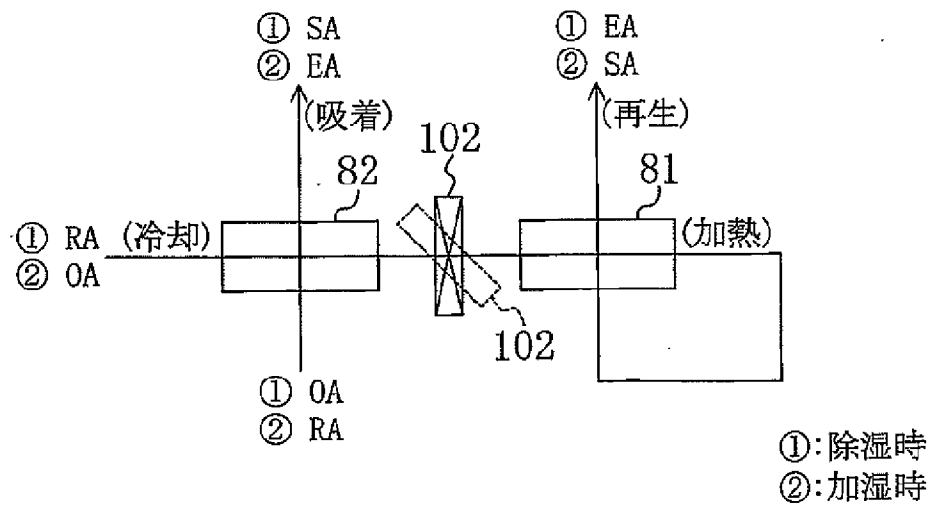 ① SA
② EA
(吸着)
① EA
② SA
(再生)
102
82
81
① RA (冷却)
② OA
(加熱)
102
① OA
② RA
①:除湿時
②:加湿時